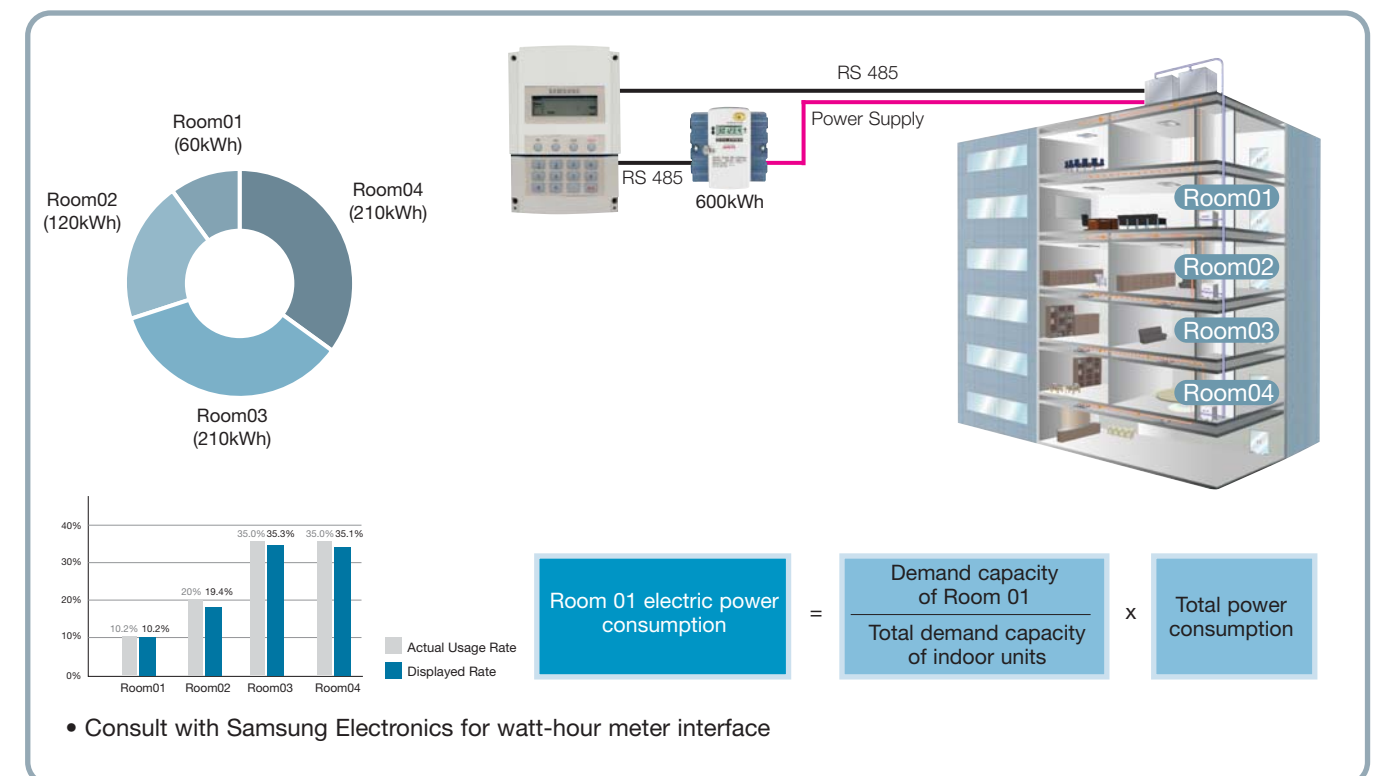 Room01
(60kWh)
Room02
(120kWh)
Room04
(210kWh)
Room03
(210kWh)
SAMSUNG
RS 485
Power Supply
RS 485
600kWh
Room01
Room02
Room03
Room04
40%
30%
20%
10%
0%
10.2% 10.2%
20% 19.4%
35.0% 35.3%
35.0% 35.1%
Room01 Room02 Room03 Room04
Actual Usage Rate
Displayed Rate
Room 01 electric power
consumption
=
Demand capacity
of Room 01
Total demand capacity
of indoor units
x
Total power
consumption
• Consult with Samsung Electronics for watt-hour meter interface